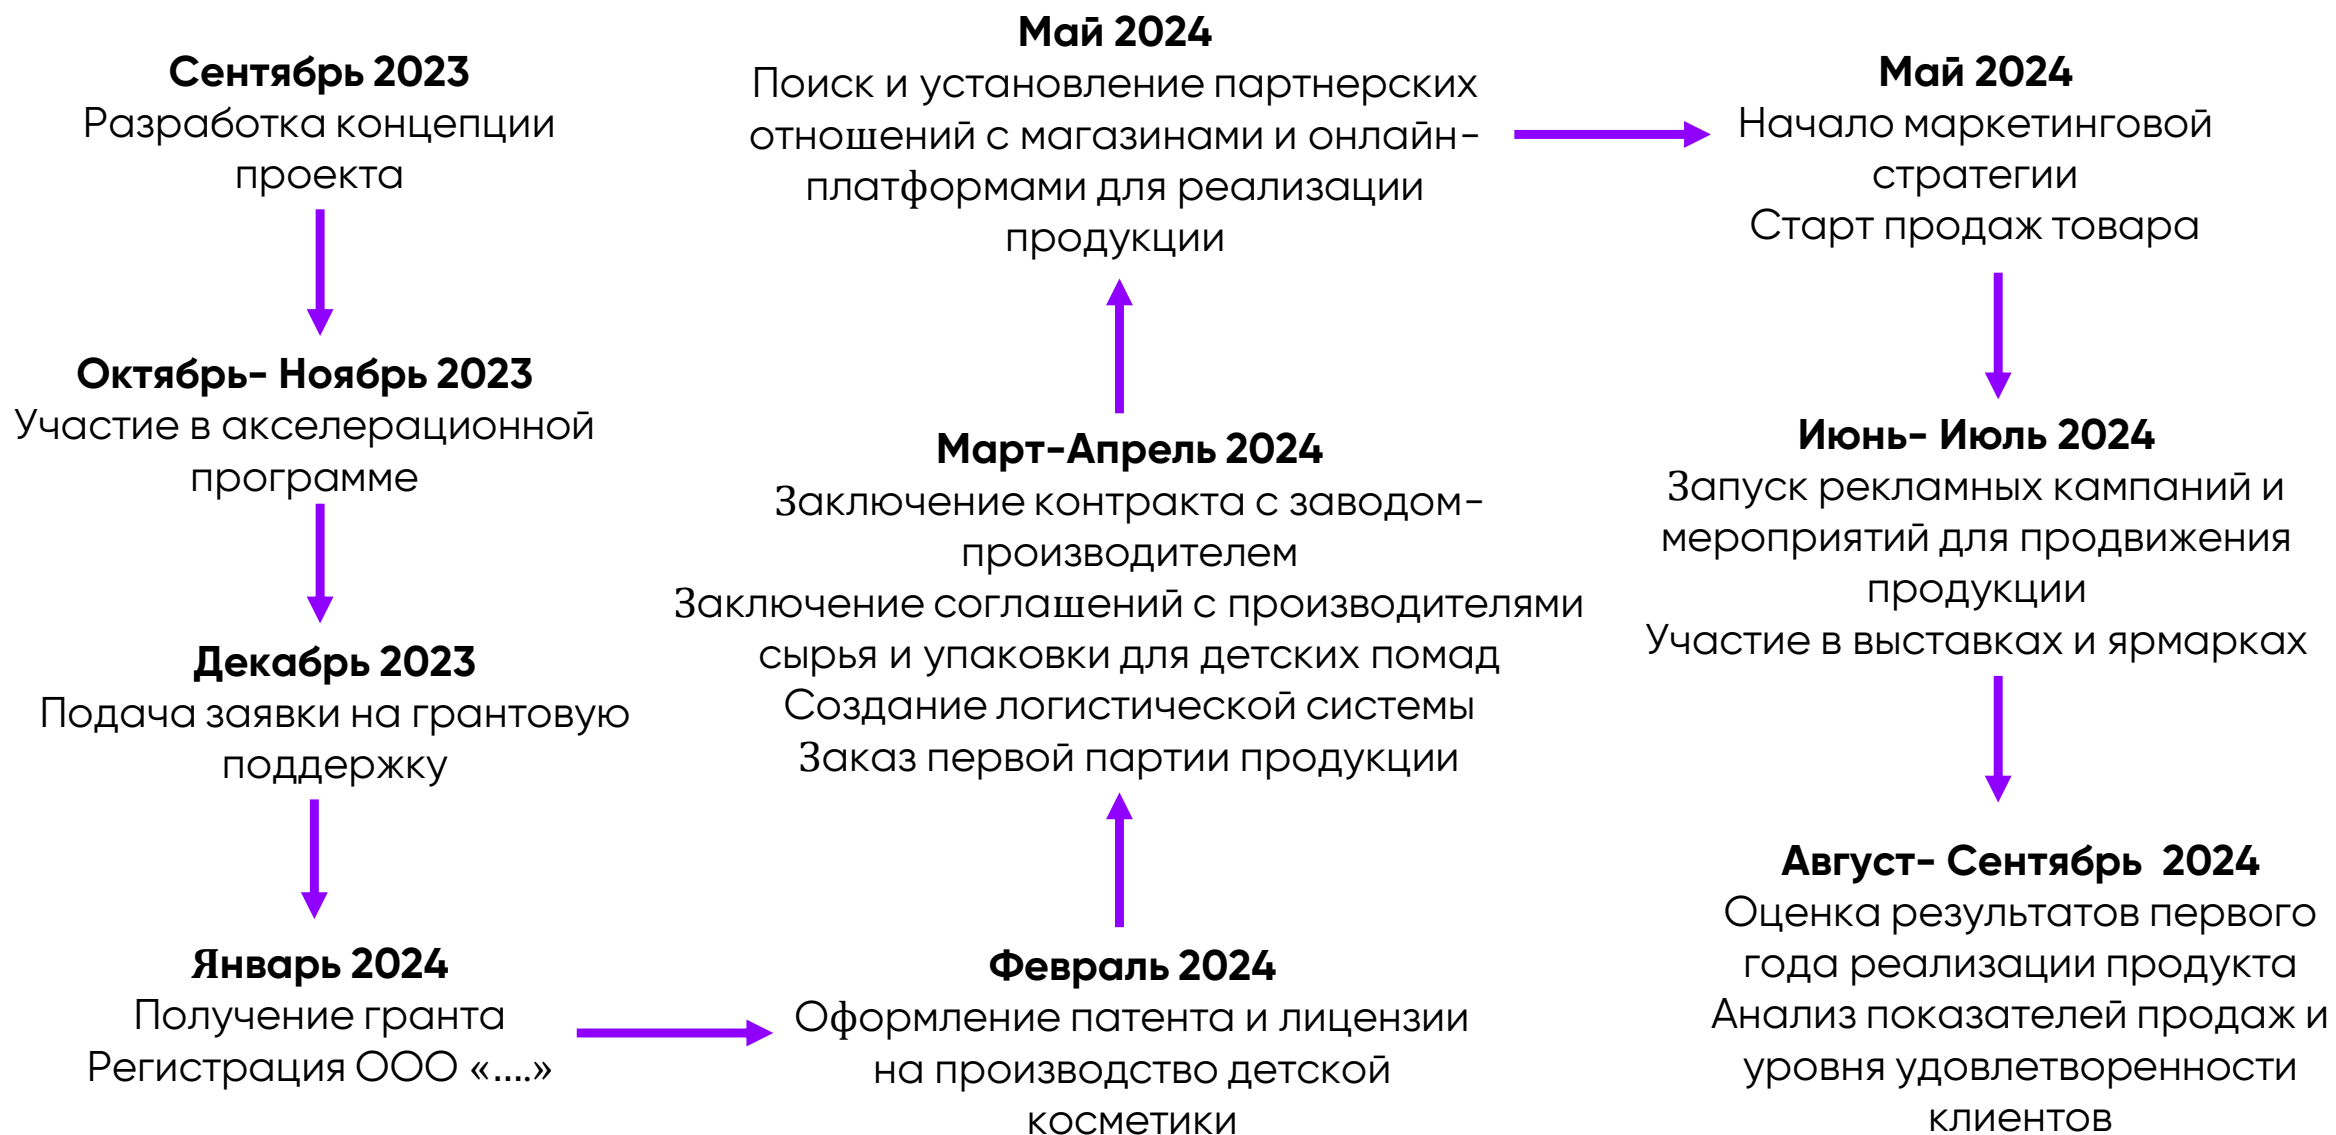 Сентябрь 2023
Разработка концепции
проекта
Октябрь- Ноябрь 2023
Участие в акселерационной
программе
Декабрь 2023
Подача заявки на грантовую
поддержку
Январь 2024
Получение гранта
Регистрация ООО «....»
Февраль 2024
Оформление патента и лицензии
на производство детской
косметики
Март-Апрель 2024
Заключение контракта с заводом-
производителем
Заключение соглашений с производителями
сырья и упаковки для детских помад
Создание логистической системы
Заказ первой партии продукции
Май 2024
Поиск и установление партнерских
отношений с магазинами и онлайн-
платформами для реализации
продукции
Май 2024
Начало маркетинговой
стратегии
Старт продаж товара
Июнь- Июль 2024
Запуск рекламных кампаний и
мероприятий для продвижения
продукции
Участие в выставках и ярмарках
Август- Сентябрь  2024
Оценка результатов первого
года реализации продукта
Анализ показателей продаж и
уровня удовлетворенности
клиентов